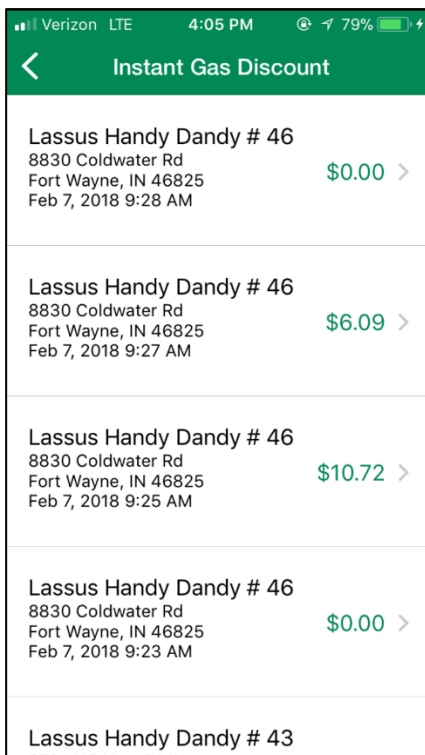 Verizon LTE 4:05 PM 79%
Instant Gas Discount
Lassus Handy Dandy # 46
8830 Coldwater Rd
Fort Wayne, IN 46825
Feb 7, 2018 9:28 AM
$0.00
Lassus Handy Dandy # 46
8830 Coldwater Rd
Fort Wayne, IN 46825
Feb 7, 2018 9:27 AM
$6.09
Lassus Handy Dandy # 46
8830 Coldwater Rd
Fort Wayne, IN 46825
Feb 7, 2018 9:25 AM
$10.72
Lassus Handy Dandy # 46
8830 Coldwater Rd
Fort Wayne, IN 46825
Feb 7, 2018 9:23 AM
$0.00
Lassus Handy Dandy # 43